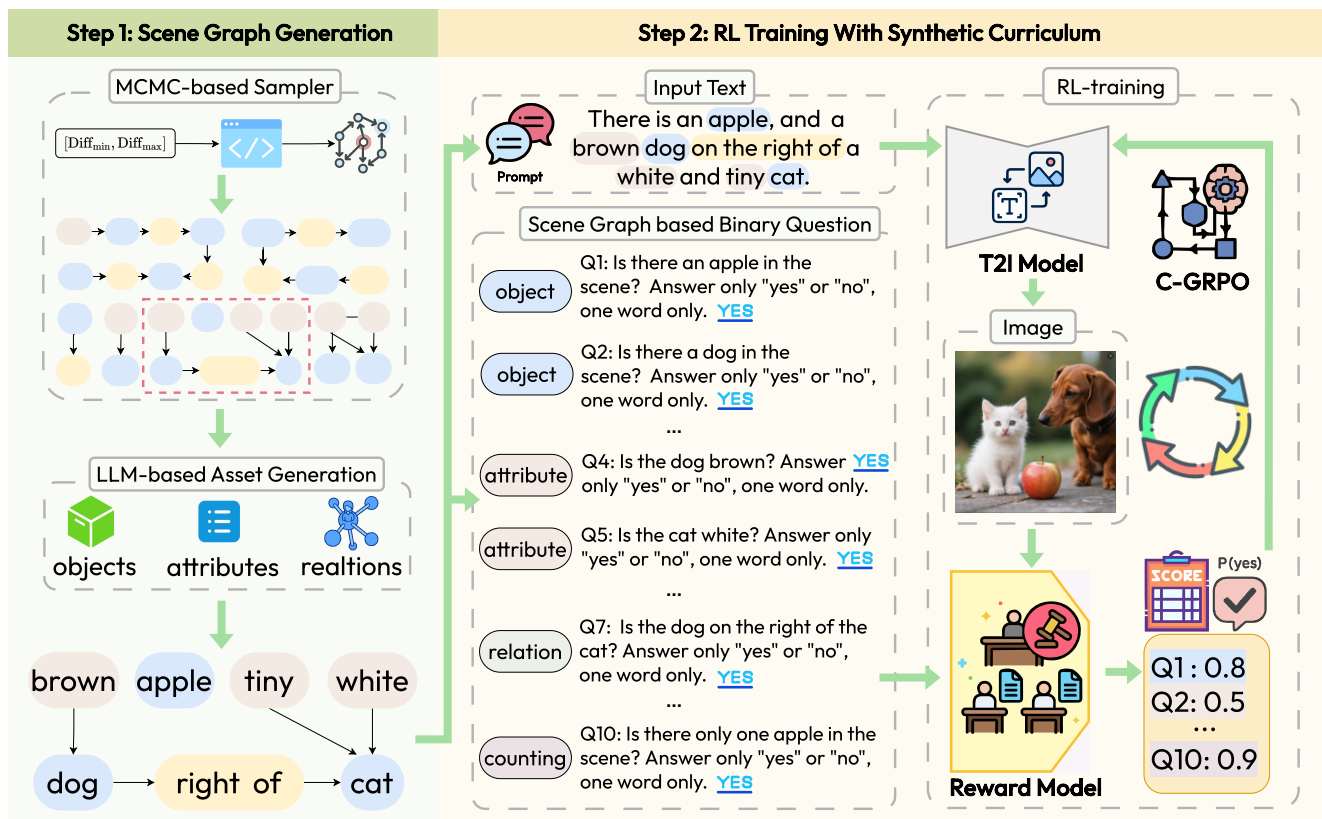 Step 1: Scene Graph Generation
Step 2: RL Training With Synthetic Curriculum
MCMC-based Sampler
[Diffmin, Diffmax]
</>
LLM-based Asset Generation
objects
attributes
realtions
brown
apple
tiny
white
dog
right of
cat
Input Text
Prompt
There is an apple, and a
brown dog on the right of a
white and tiny cat.
Scene Graph based Binary Question
object
Q1: Is there an apple in the
scene? Answer only "yes" or "no",
one word only. YES
object
Q2: Is there a dog in the
scene? Answer only "yes" or "no",
one word only. YES
...
attribute
Q4: Is the dog brown? Answer YES
only "yes" or "no", one word only.
attribute
Q5: Is the cat white? Answer only
"yes" or "no", one word only. YES
...
relation
Q7: Is the dog on the right of the
cat? Answer only "yes" or "no",
one word only. YES
...
counting
Q10: Is there only one apple in the
scene? Answer only "yes" or "no",
one word only. YES
RL-training
T
T2I Model
C-GRPO
Image
Reward Model
SCORE
P(yes)
Q1 : 0.8
Q2: 0.5
...
Q10: 0.9